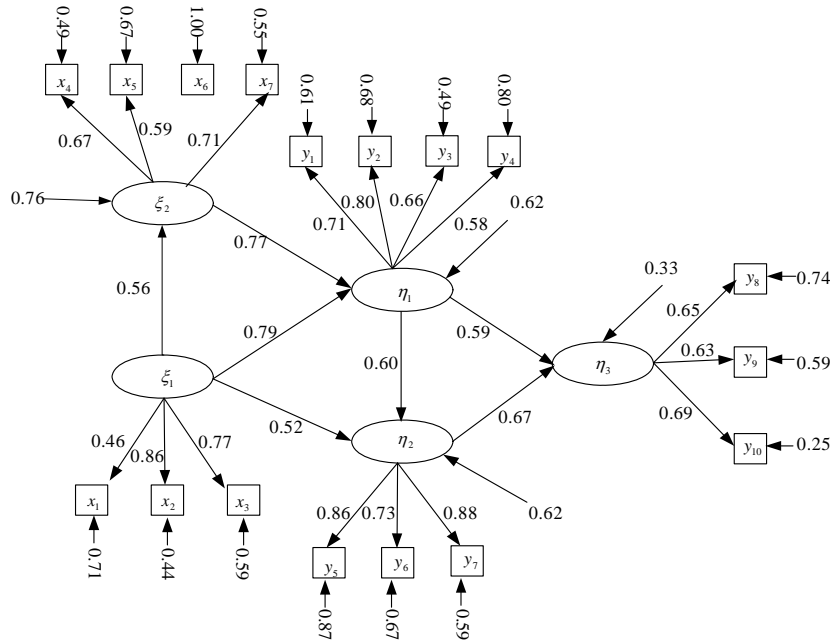 0.49 0.67 1.00 0.55
x₄ x₅ x₆ x₇
0.61 0.68 0.49 0.80
0.67 0.59 0.71
y₁ y₂ y₃ y₄
0.76 ξ₂
0.71 0.80 0.66 0.58 0.62
0.77
0.56 η₁ 0.33 y₈ 0.74
0.79 0.59 0.65
0.60 η₃ 0.63 y₉ 0.59
ξ₁
0.52 0.67 0.69
0.46 0.86 0.77 η₂ y₁₀ 0.25
x₁ x₂ x₃
0.86 0.73 0.88 0.62
0.71 0.44 0.59
y₅ y₆ y₇
0.87 0.67 0.59